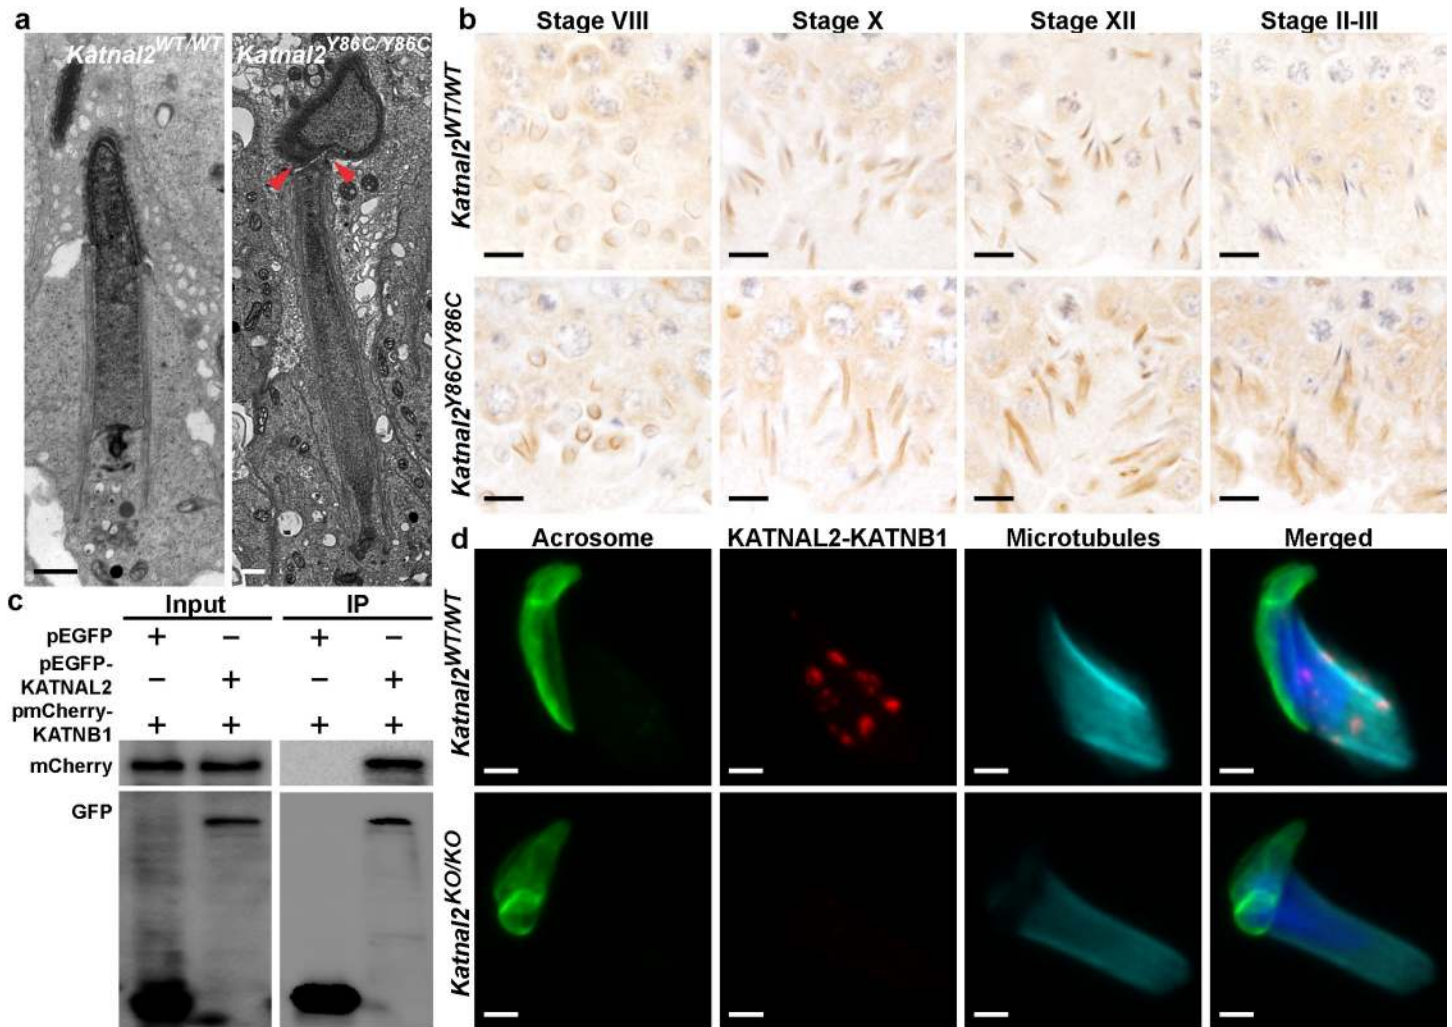 a
Katnal2WT/WT
Katnal2Y86C/Y86C
b
Stage VIII
Stage X
Stage XII
Stage II-III
Katnal2WT/WT
Katnal2Y86C/Y86C
c
Input
IP
pEGFP
+
–
+
–
pEGFP-
KATNAL2
–
+
–
+
pmCherry-
KATNB1
+
+
+
+
mCherry
GFP
d
Acrosome
KATNAL2-KATNB1
Microtubules
Merged
Katnal2WT/WT
Katnal2KO/KO